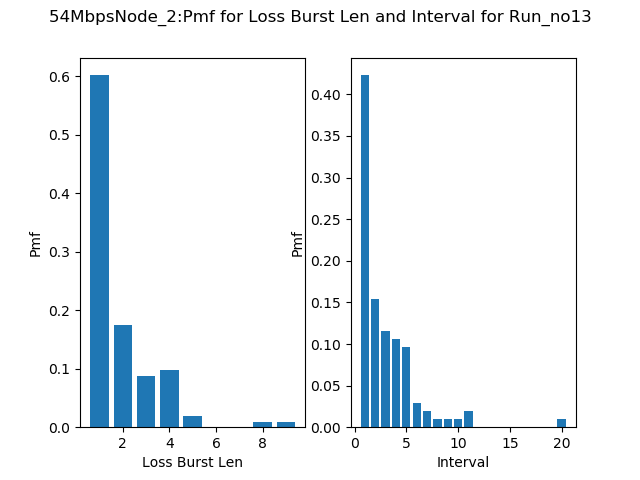 54MbpsNode_2:Pmf for Loss Burst Len and Interval for Run_no13
0.6
0.5
0.4
0.3
0.2
0.1
0.0
Pmf
2 4 6 8
Loss Burst Len
0.40
0.35
0.30
0.25
0.20
0.15
0.10
0.05
0.00
Pmf
0 5 10 15 20
Interval